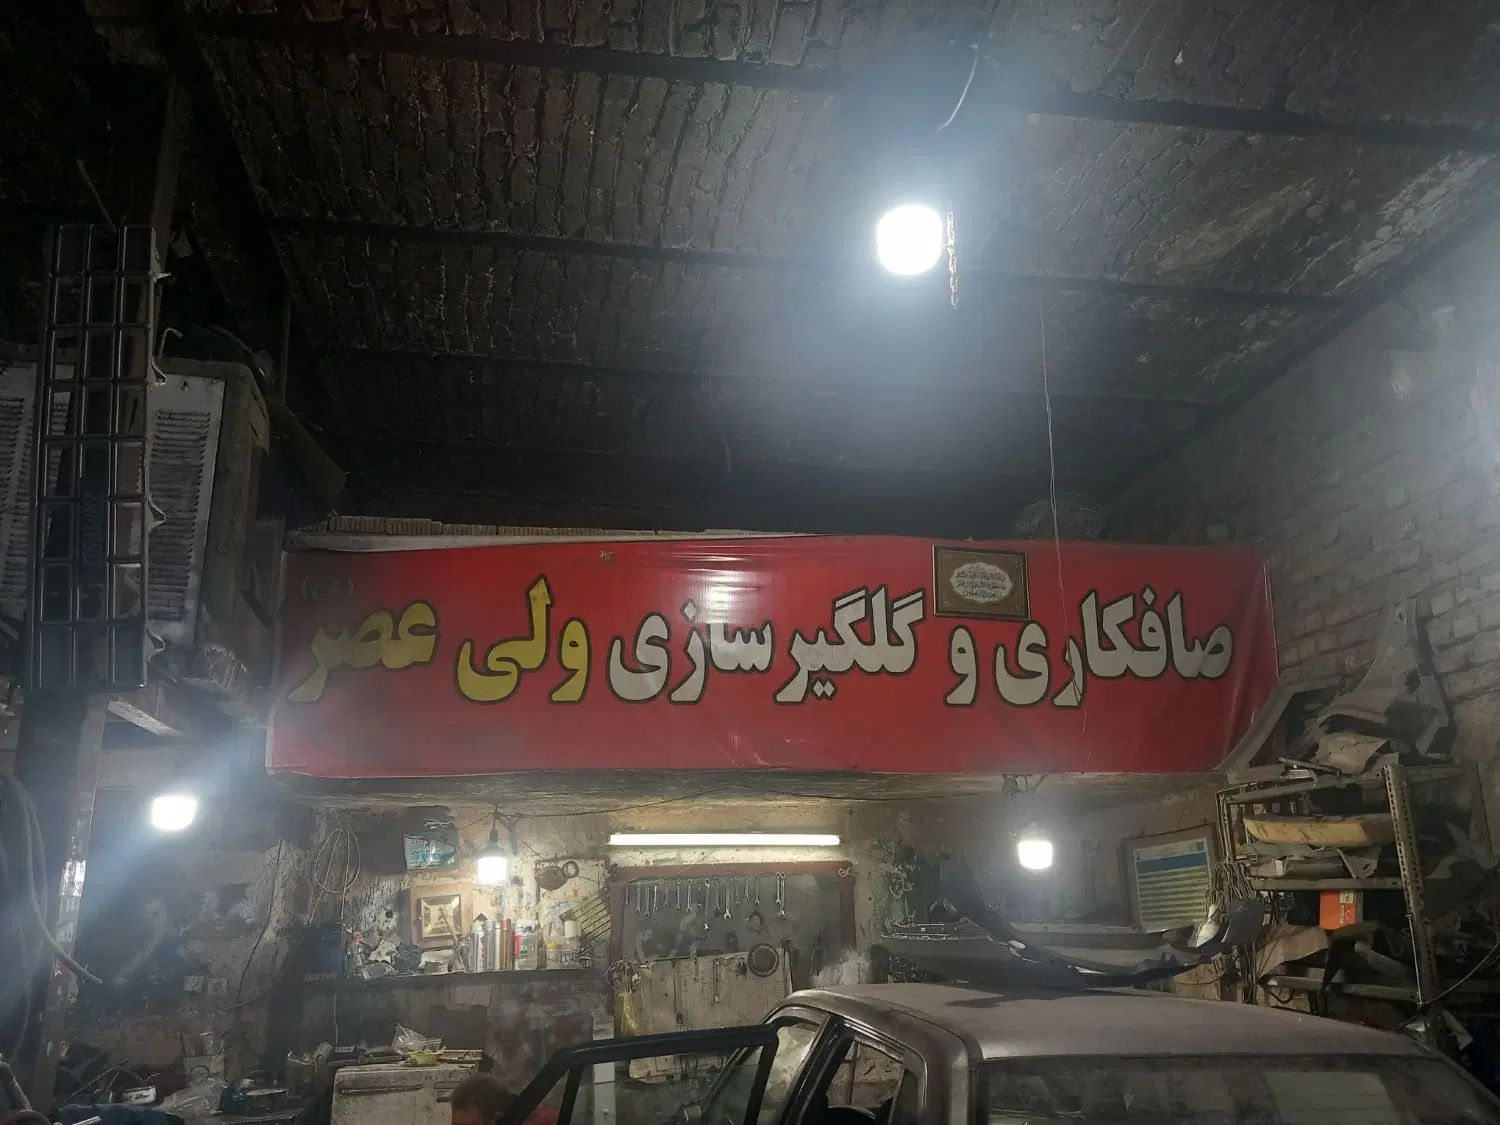 صافکاری و گلگیرسازی ولی عصر